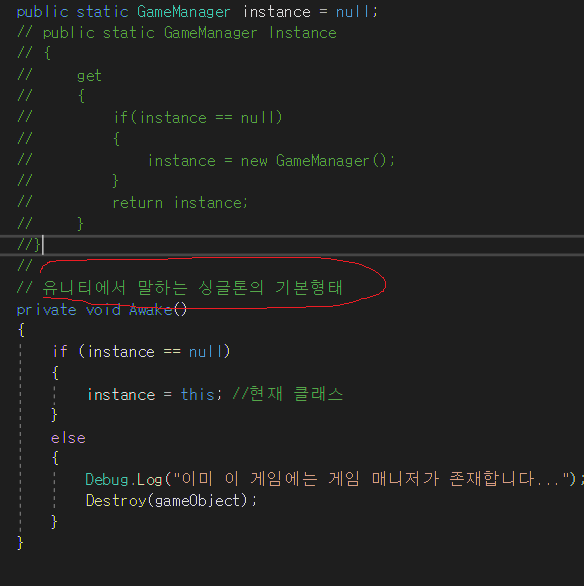 public static GameManager instance = null;
// public static GameManager Instance
// {
//     get
//     {
//         if(instance == null)
//         {
//             instance = new GameManager();
//         }
//         return instance;
//     }
//}
//
// 유니티에서 말하는 싱글톤의 기본형태
private void Awake()
{
    if (instance == null)
    {
        instance = this; //현재 클래스
    }
    else
    {
        Debug.Log("이미 이 게임에는 게임 매니저가 존재합니다...");
        Destroy(gameObject);
    }
}